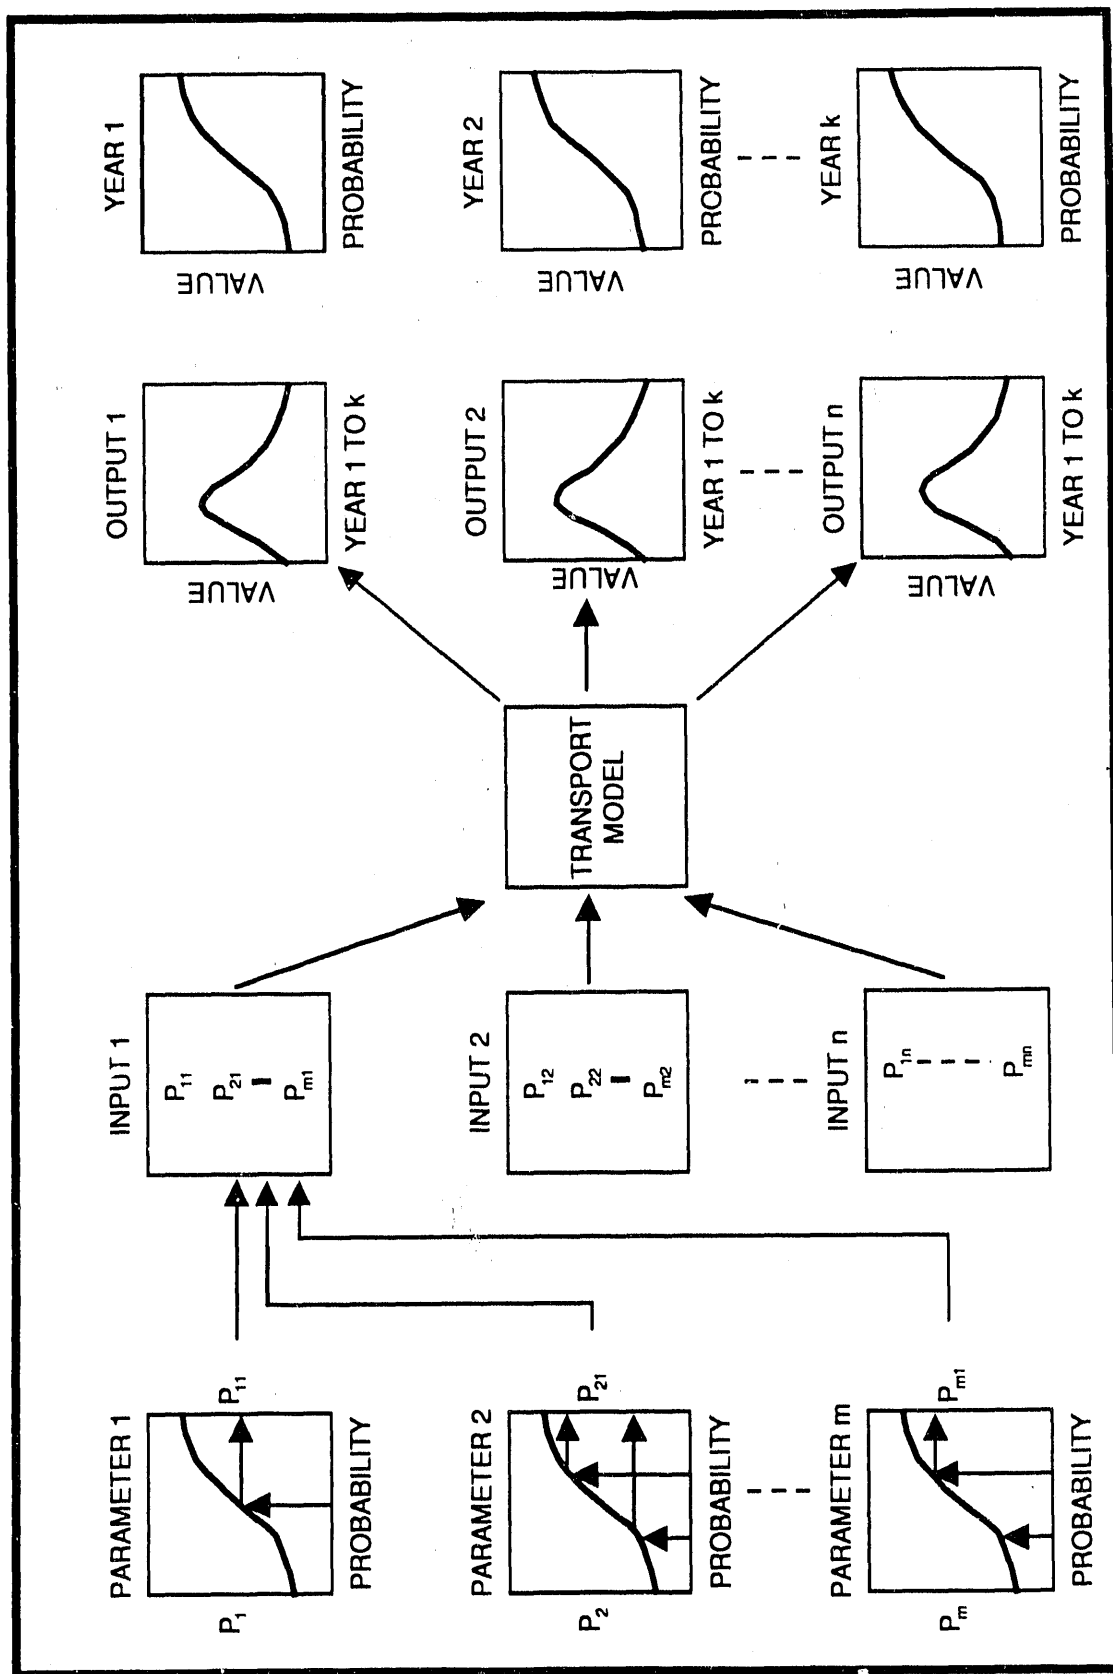 PARAMETER 1
P1
P11
PROBABILITY
PARAMETER 2
P2
P21
PROBABILITY
PARAMETER m
Pm
Pm1
PROBABILITY
INPUT 1
P11
P21
Pm1
INPUT 2
P12
P22
Pm2
INPUT n
P1n
Pmn
TRANSPORT
MODEL
OUTPUT 1
VALUE
YEAR 1 TO k
OUTPUT 2
VALUE
YEAR 1 TO k
OUTPUT n
VALUE
YEAR 1 TO k
YEAR 1
VALUE
PROBABILITY
YEAR 2
VALUE
PROBABILITY
YEAR k
VALUE
PROBABILITY